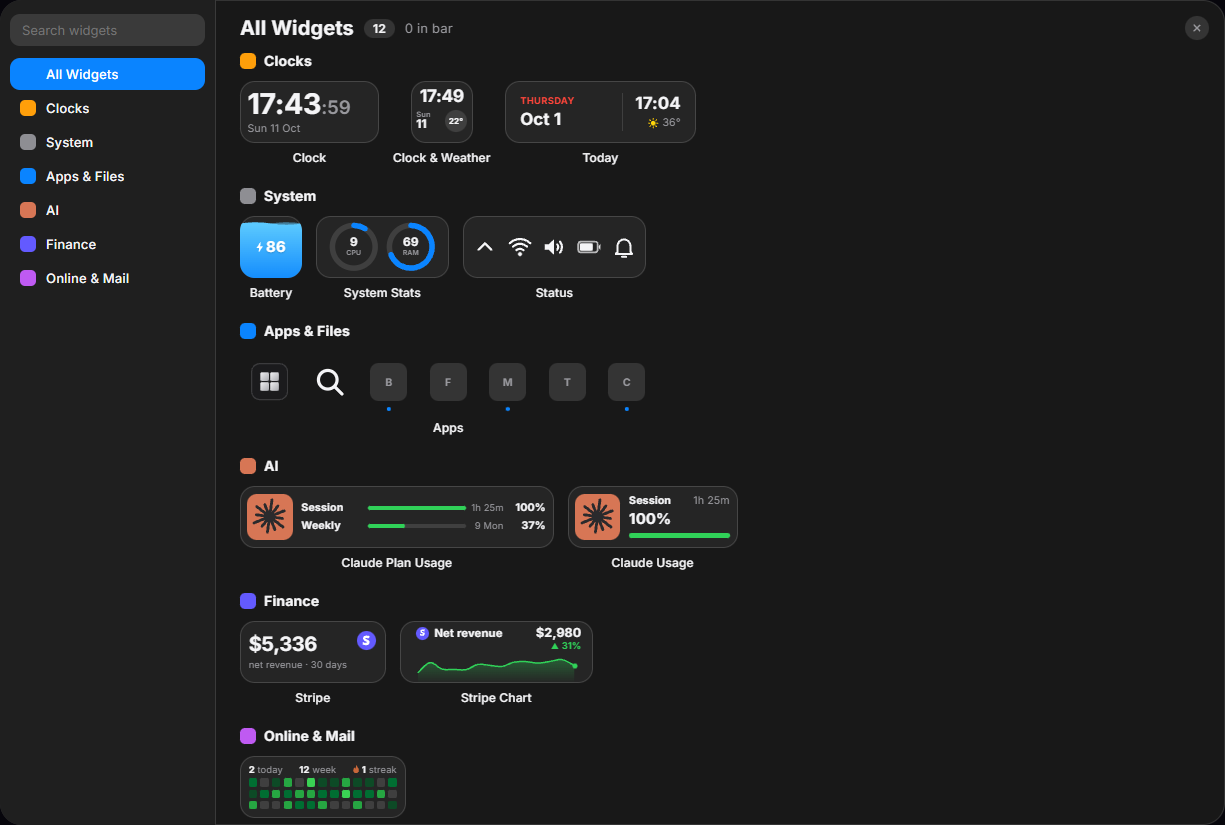 Search widgets
All Widgets
Clocks
System
Apps & Files
AI
Finance
Online & Mail
All Widgets 12 0 in bar
Clocks
17:43:59
Sun 11 Oct
Clock
17:49
Sun
11
22°
Clock & Weather
THURSDAY
Oct 1
17:04
36°
Today
System
86
Battery
9
CPU
69
RAM
System Stats
Status
Apps & Files
B F M T C
Apps
AI
Session 1h 25m 100%
Weekly 9 Mon 37%
Claude Plan Usage
Session 1h 25m
100%
Claude Usage
Finance
$5,336
S
net revenue · 30 days
Stripe
S Net revenue $2,980
▲ 31%
Stripe Chart
Online & Mail
2 today 12 week 1 streak